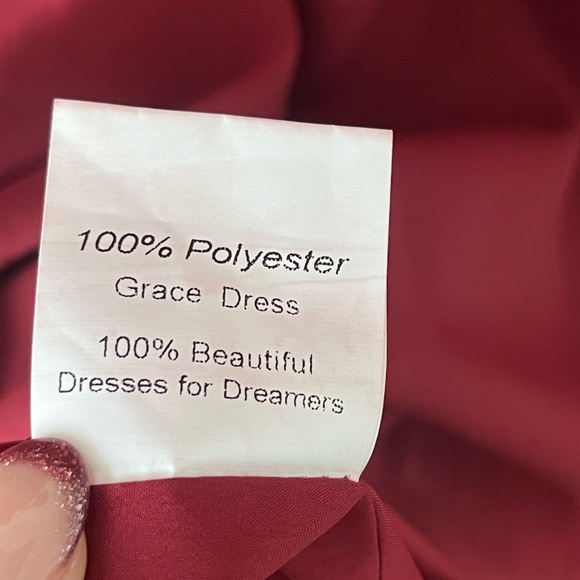 100% Polyester
Grace Dress
100% Beautiful
Dresses for Dreamers